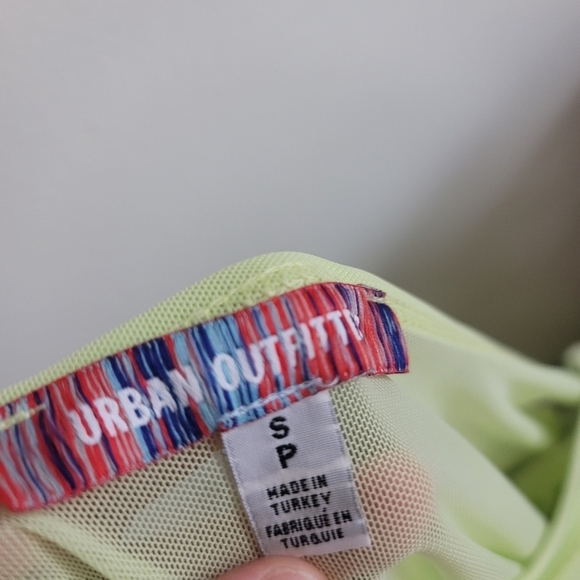 URBAN OUTFITTE
S
P
MADE IN
TURKEY
FABRIQUÉ EN
TURQUIE